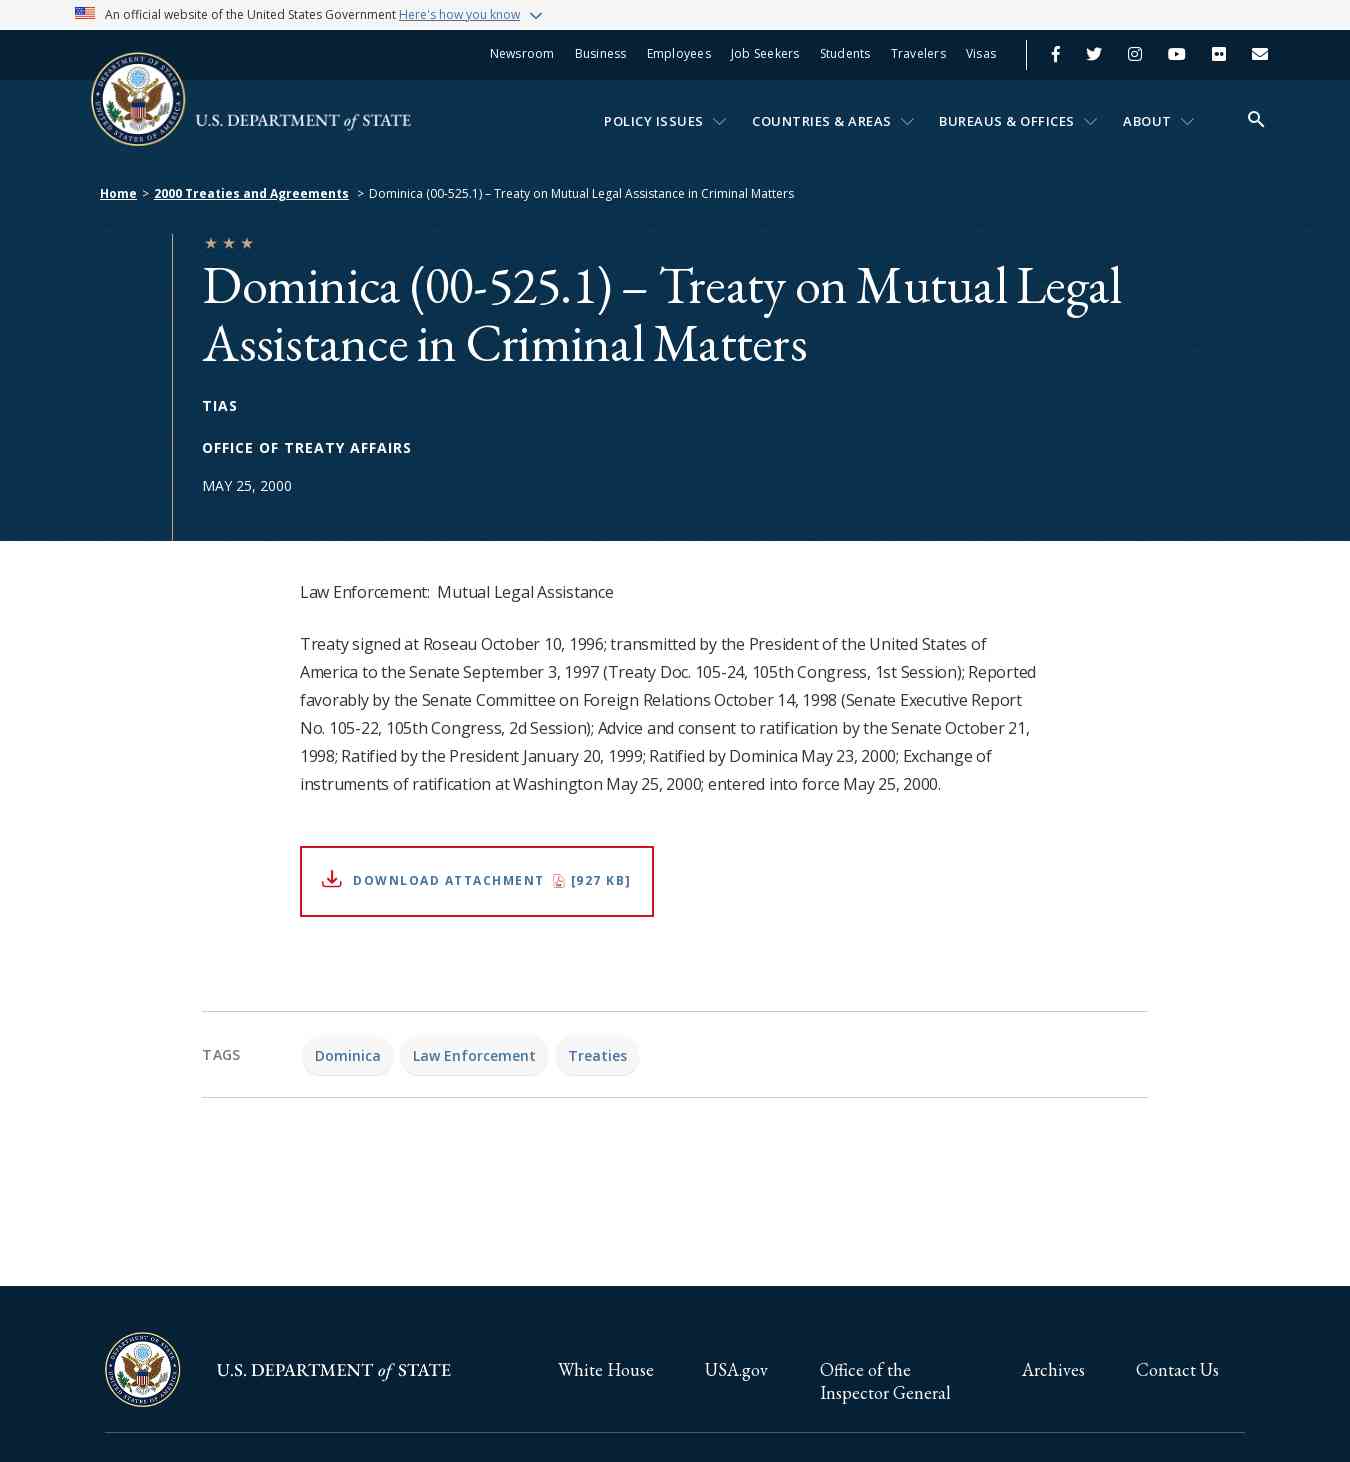 An official website of the United States Government Here's how you know
Newsroom Business Employees Job Seekers Students Travelers Visas
U.S. DEPARTMENT of STATE
POLICY ISSUES COUNTRIES & AREAS BUREAUS & OFFICES ABOUT
Home > 2000 Treaties and Agreements > Dominica (00-525.1) – Treaty on Mutual Legal Assistance in Criminal Matters
Dominica (00-525.1) – Treaty on Mutual Legal
Assistance in Criminal Matters
TIAS
OFFICE OF TREATY AFFAIRS
MAY 25, 2000
Law Enforcement: Mutual Legal Assistance
Treaty signed at Roseau October 10, 1996; transmitted by the President of the United States of
America to the Senate September 3, 1997 (Treaty Doc. 105-24, 105th Congress, 1st Session); Reported
favorably by the Senate Committee on Foreign Relations October 14, 1998 (Senate Executive Report
No. 105-22, 105th Congress, 2d Session); Advice and consent to ratification by the Senate October 21,
1998; Ratified by the President January 20, 1999; Ratified by Dominica May 23, 2000; Exchange of
instruments of ratification at Washington May 25, 2000; entered into force May 25, 2000.
DOWNLOAD ATTACHMENT [927 KB]
TAGS Dominica Law Enforcement Treaties
DEPARTMENT OF STATE
UNITED STATES OF AMERICA
U.S. DEPARTMENT of STATE
White House USA.gov Office of the Archives Contact Us
Inspector General